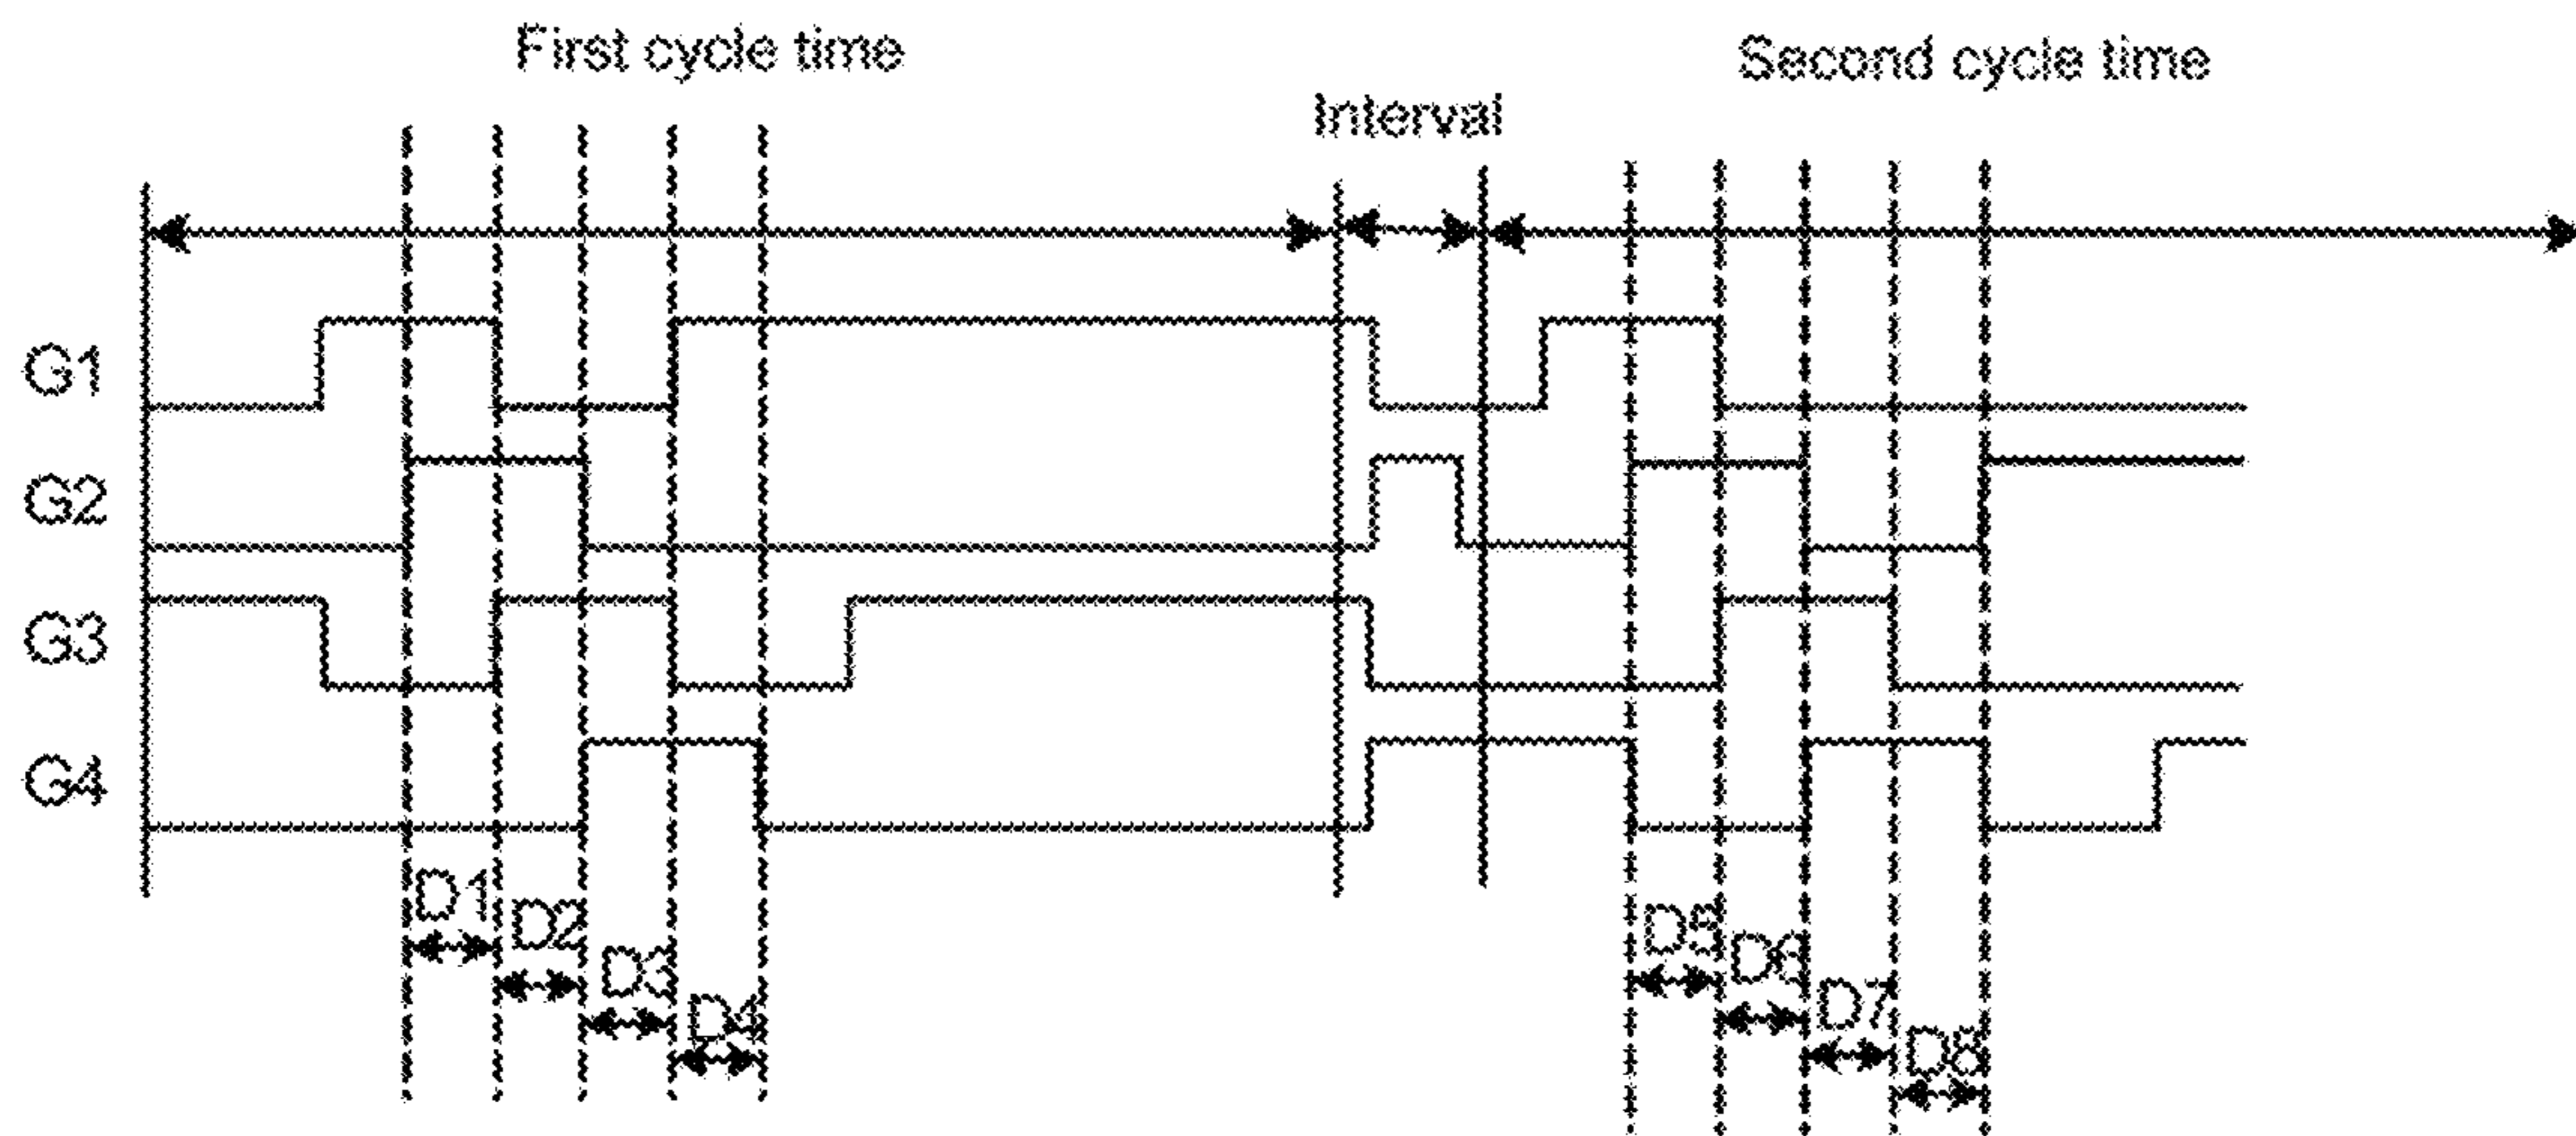 First cycle time
Second cycle time
Interval
G1
G2
G3
G4
D1
D2
D3
D4
D5
D6
D7
D8